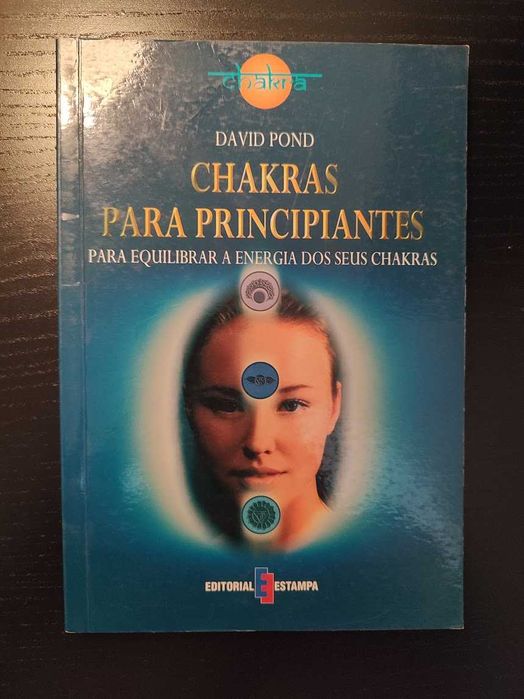 chakra
DAVID POND
CHAKRAS
PARA PRINCIPIANTES
PARA EQUILIBRAR A ENERGIA DOS SEUS CHAKRAS
EDITORIAL E ESTAMPA